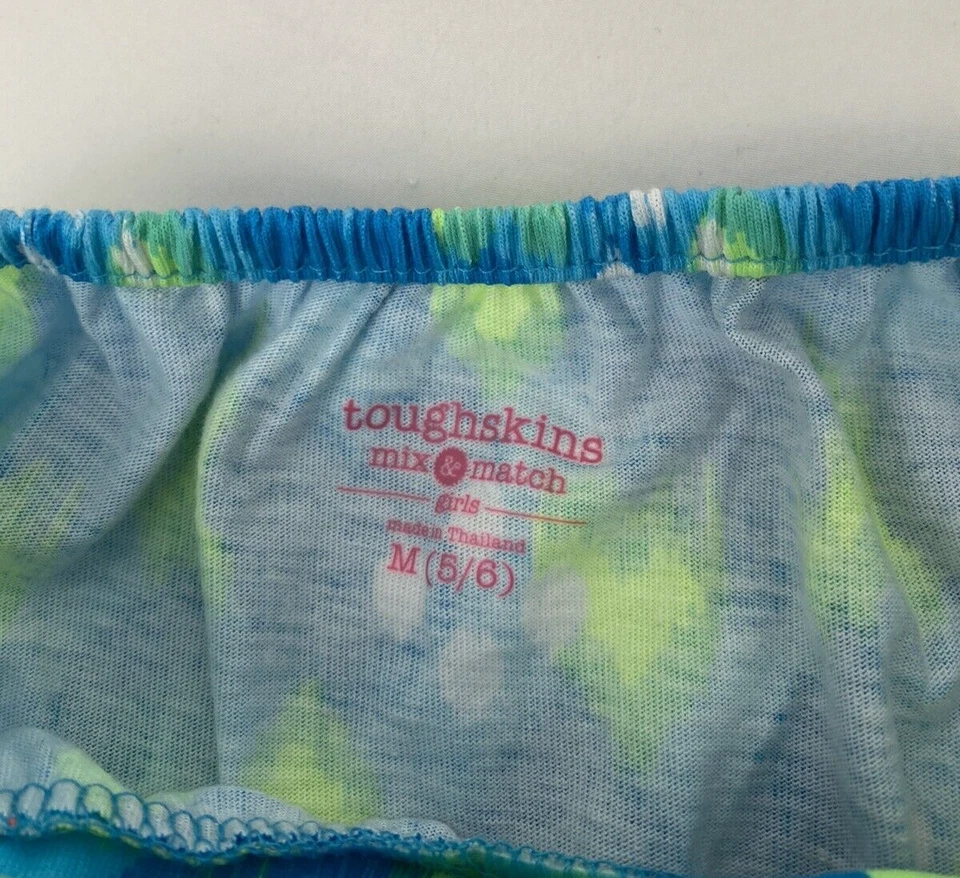 toughskins
mix & match
girls
made in Thailand
M (5/6)